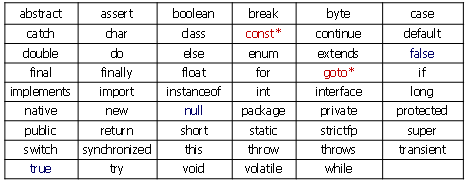 abstract assert boolean break byte case
catch char class const* continue default
double do else enum extends false
final finally float for goto* if
implements import instanceof int interface long
native new null package private protected
public return short static strictfp super
switch synchronized this throw throws transient
true try void volatile while